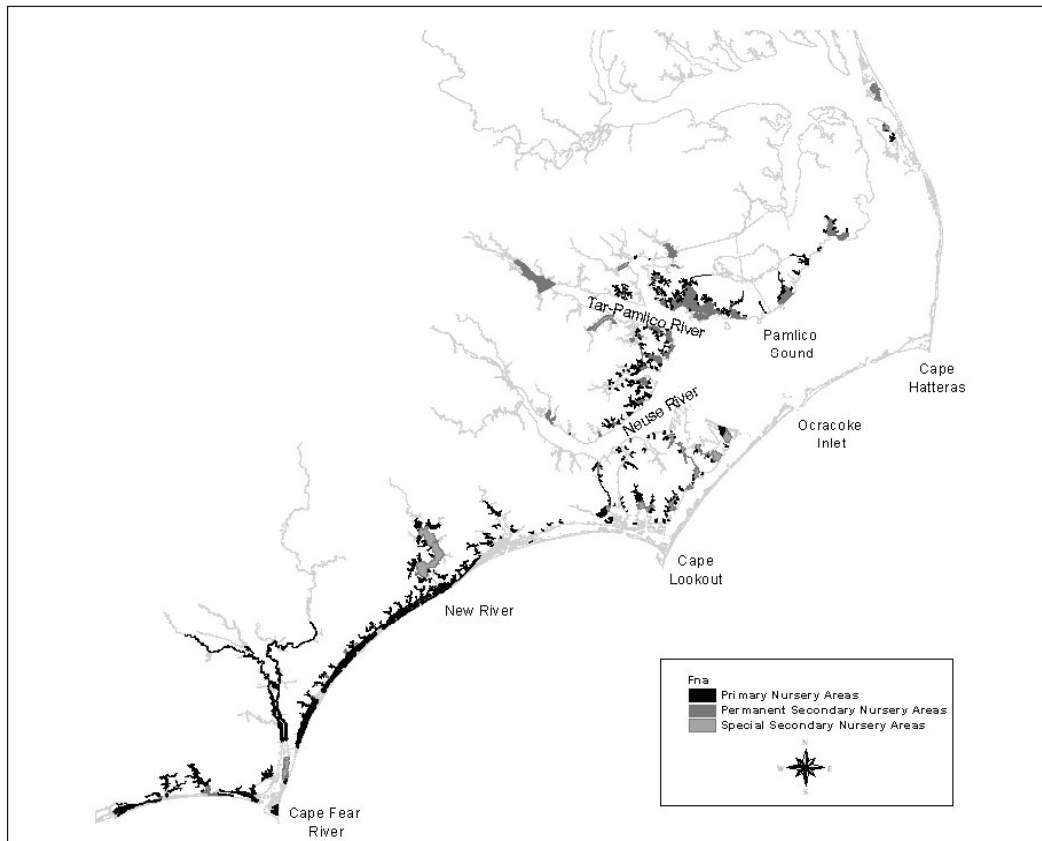 Tar-Pamlico River
Pamlico
Sound
Cape
Hatteras
Neuse River
Ocracoke
Inlet
Cape
Lookout
New River
Cape Fear
River
Fna
Primary Nursery Areas
Permanent Secondary Nursery Areas
Special Secondary Nursery Areas
N
W E
S